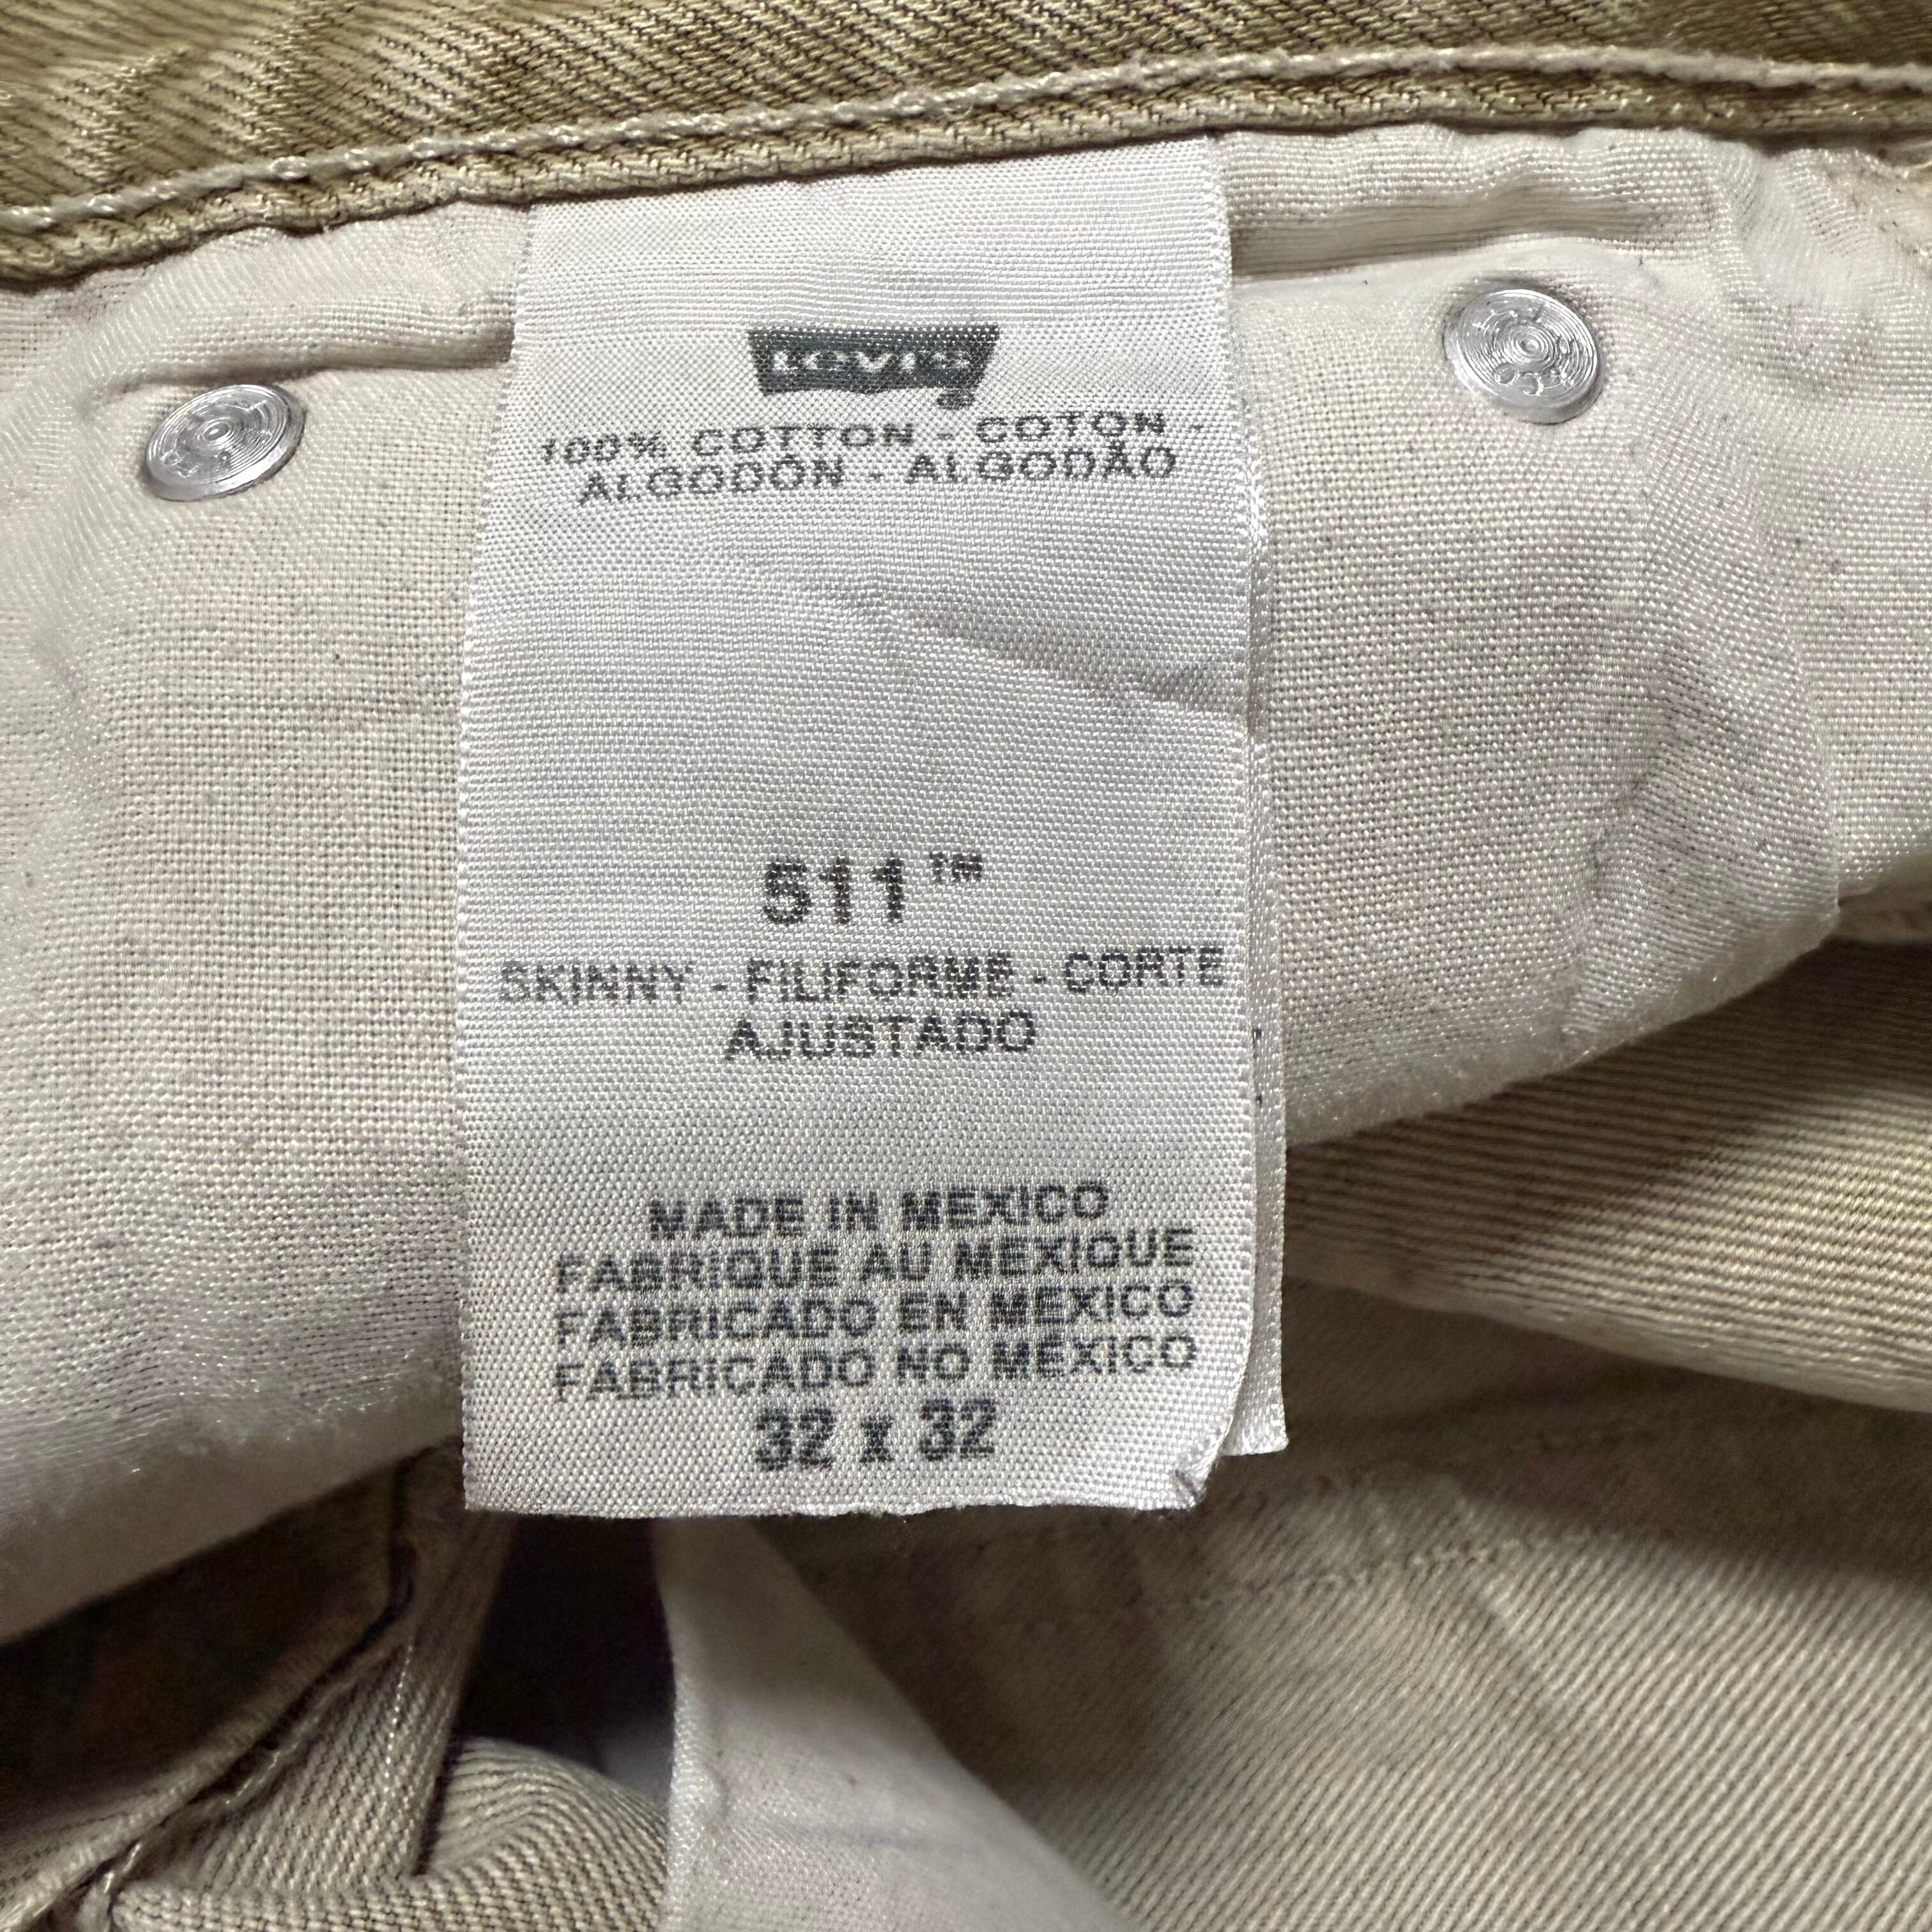 LEVI'S
100% COTTON - COTON -
ALGODÓN - ALGODÃO
511™
SKINNY - FILIFORME - CORTE
AJUSTADO
MADE IN MEXICO
FABRIQUE AU MEXIQUE
FABRICADO EN MEXICO
FABRICADO NO MÉXICO
32 x 32